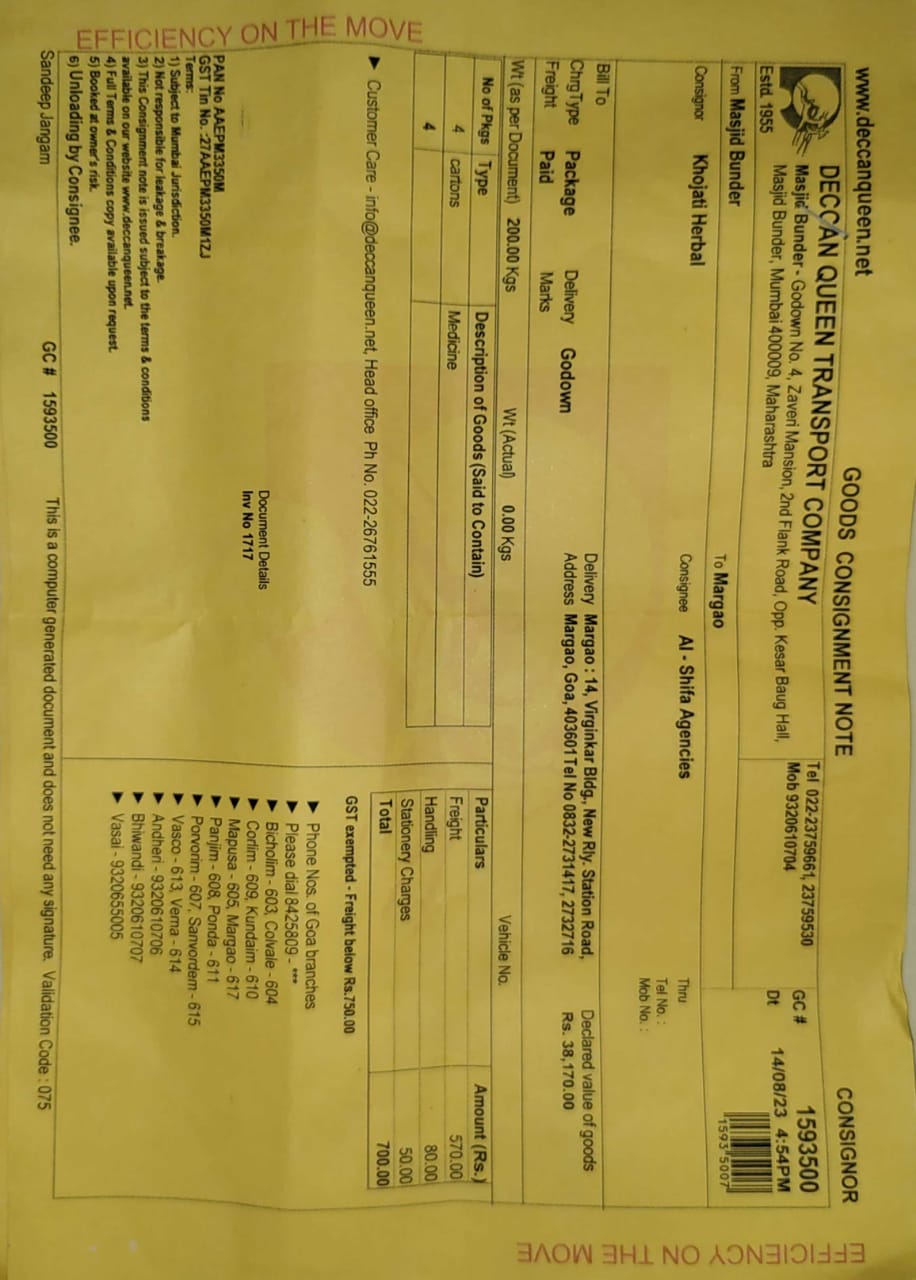 EFFICIENCY ON THE MOVE
www.deccanqueen.net
GOODS CONSIGNMENT NOTE
CONSIGNOR
DECCAN QUEEN TRANSPORT COMPANY
Masjid Bunder - Godown No. 4, Zaveri Mansion, 2nd Flank Road, Opp. Kesar Baug Hall,
Masjid Bunder, Mumbai 400009, Maharashtra
Estd. 1955
Tel 022-23759661, 23759530
Mob 9320610704
GC # 1593500
Dt 14/08/23 4:54PM
15935007
From Masjid Bunder
To Margao
Consignor Khojati Herbal
Consignee Al - Shifa Agencies
Thru
Tel No. :
Mob No. :
Bill To
Chrg Type Package
Delivery Godown
Delivery Margao : 14, Virginkar Bldg., New Rly. Station Road,
Address Margao, Goa, 403601 Tel No 0832-2731417, 2732716
Declared value of goods
Rs. 38,170.00
Freight Paid
Marks
Wt (as per Document) 200.00 Kgs
Wt (Actual) 0.00 Kgs
Vehicle No.
No of Pkgs Type Description of Goods (Said to Contain)
4 cartons Medicine
4
Particulars Amount (Rs.)
Freight 570.00
Handling 80.00
Stationery Charges 50.00
Total 700.00
► Customer Care - info@deccanqueen.net, Head office Ph No. 022-26761555
GST exempted - Freight below Rs.750.00
► Phone Nos. of Goa branches
► Please dial 8425809 - ***
► Bicholim - 603, Colvale - 604
► Corlim - 609, Kundaim - 610
► Mapusa - 605, Margao - 617
► Panjim - 608, Ponda - 611
► Porvorim - 607, Sanvordem - 615
► Vasco - 613, Verna - 614
► Andheri - 9320610706
► Bhiwandi - 9320610707
► Vasai - 9320655005
Document Details
Inv No 1717
PAN No AAEPM3350M
GST Tin No. :27AAEPM3350M1ZJ
Terms:
1) Subject to Mumbai Jurisdiction.
2) Not responsible for leakage & breakage.
3) This Consignment note is issued subject to the terms & conditions
available on our website www.deccanqueen.net.
4) Full Terms & Conditions copy available upon request.
5) Booked at owner's risk.
6) Unloading by Consignee.
Sandeep Jangam
GC # 1593500
This is a computer generated document and does not need any signature. Validation Code : 075
EFFICIENCY ON THE MOVE